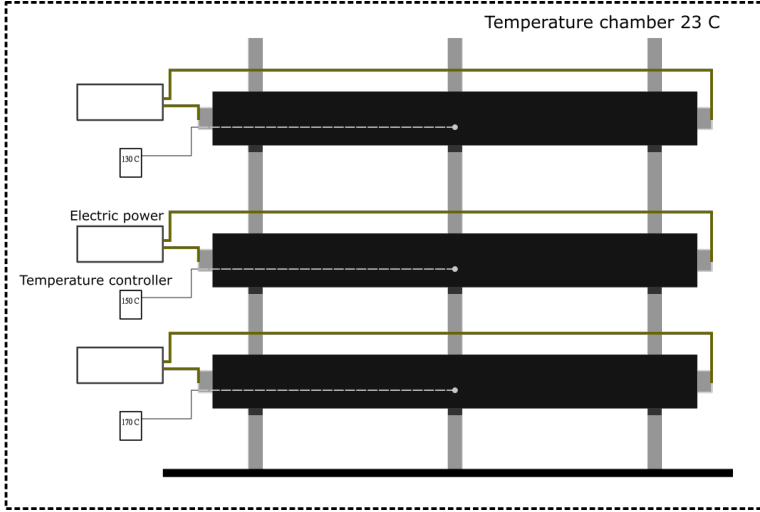 Temperature chamber 23 C
130 C
Electric power
Temperature controller
150 C
170 C